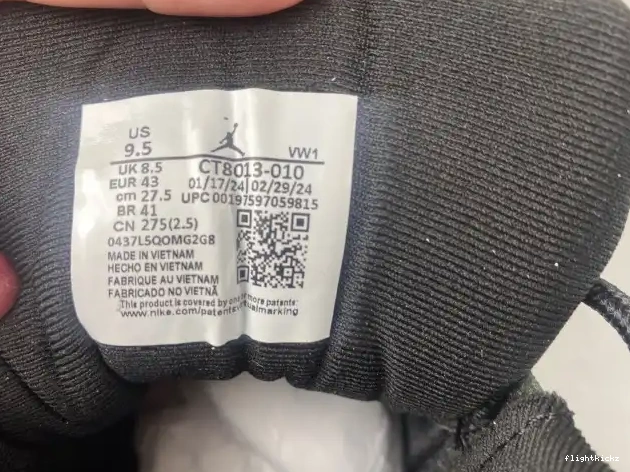 US
9.5
VW1
UK 8.5 CT8013-010
EUR 43 01/17/24 02/29/24
cm 27.5 UPC 00197597059815
BR 41
CN 275(2.5)
0437L5QOMG2G8
MADE IN VIETNAM
HECHO EN VIETNAM
FABRIQUE AU VIETNAM
FABRICADO NO VIETNÃ
This product is covered by one more patents:
www.nike.com/patents
flightkickz